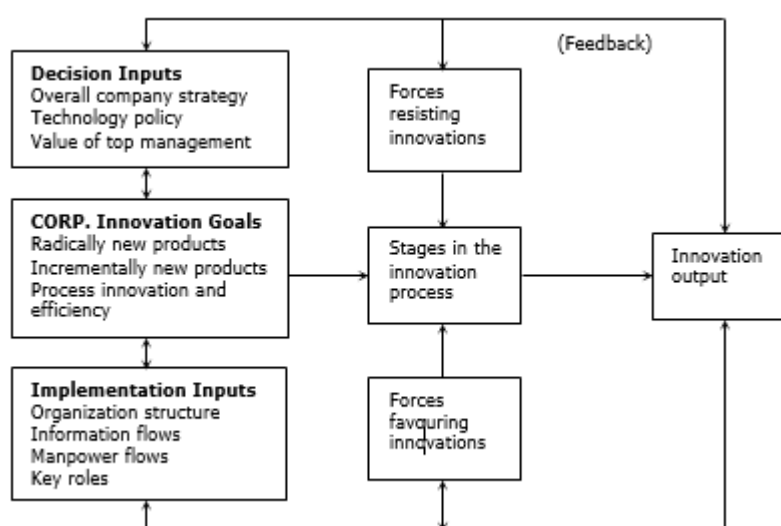 (Feedback)
Decision Inputs
Overall company strategy
Technology policy
Value of top management
Forces
resisting
innovations
CORP. Innovation Goals
Radically new products
Incrementally new products
Process innovation and
efficiency
Stages in the
innovation
process
Innovation
output
Implementation Inputs
Organization structure
Information flows
Manpower flows
Key roles
Forces
favouring
innovations